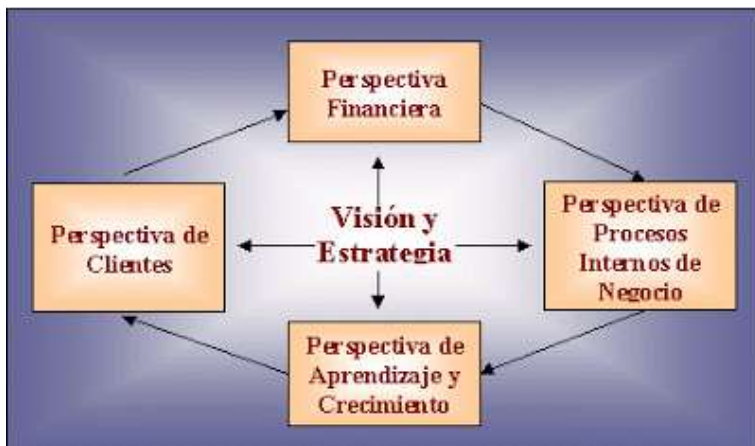 Perspectiva
Financiera
Perspectiva de
Clientes
Visión y
Estrategia
Perspectiva de
Procesos
Internos de
Negocio
Perspectiva de
Aprendizaje y
Crecimiento